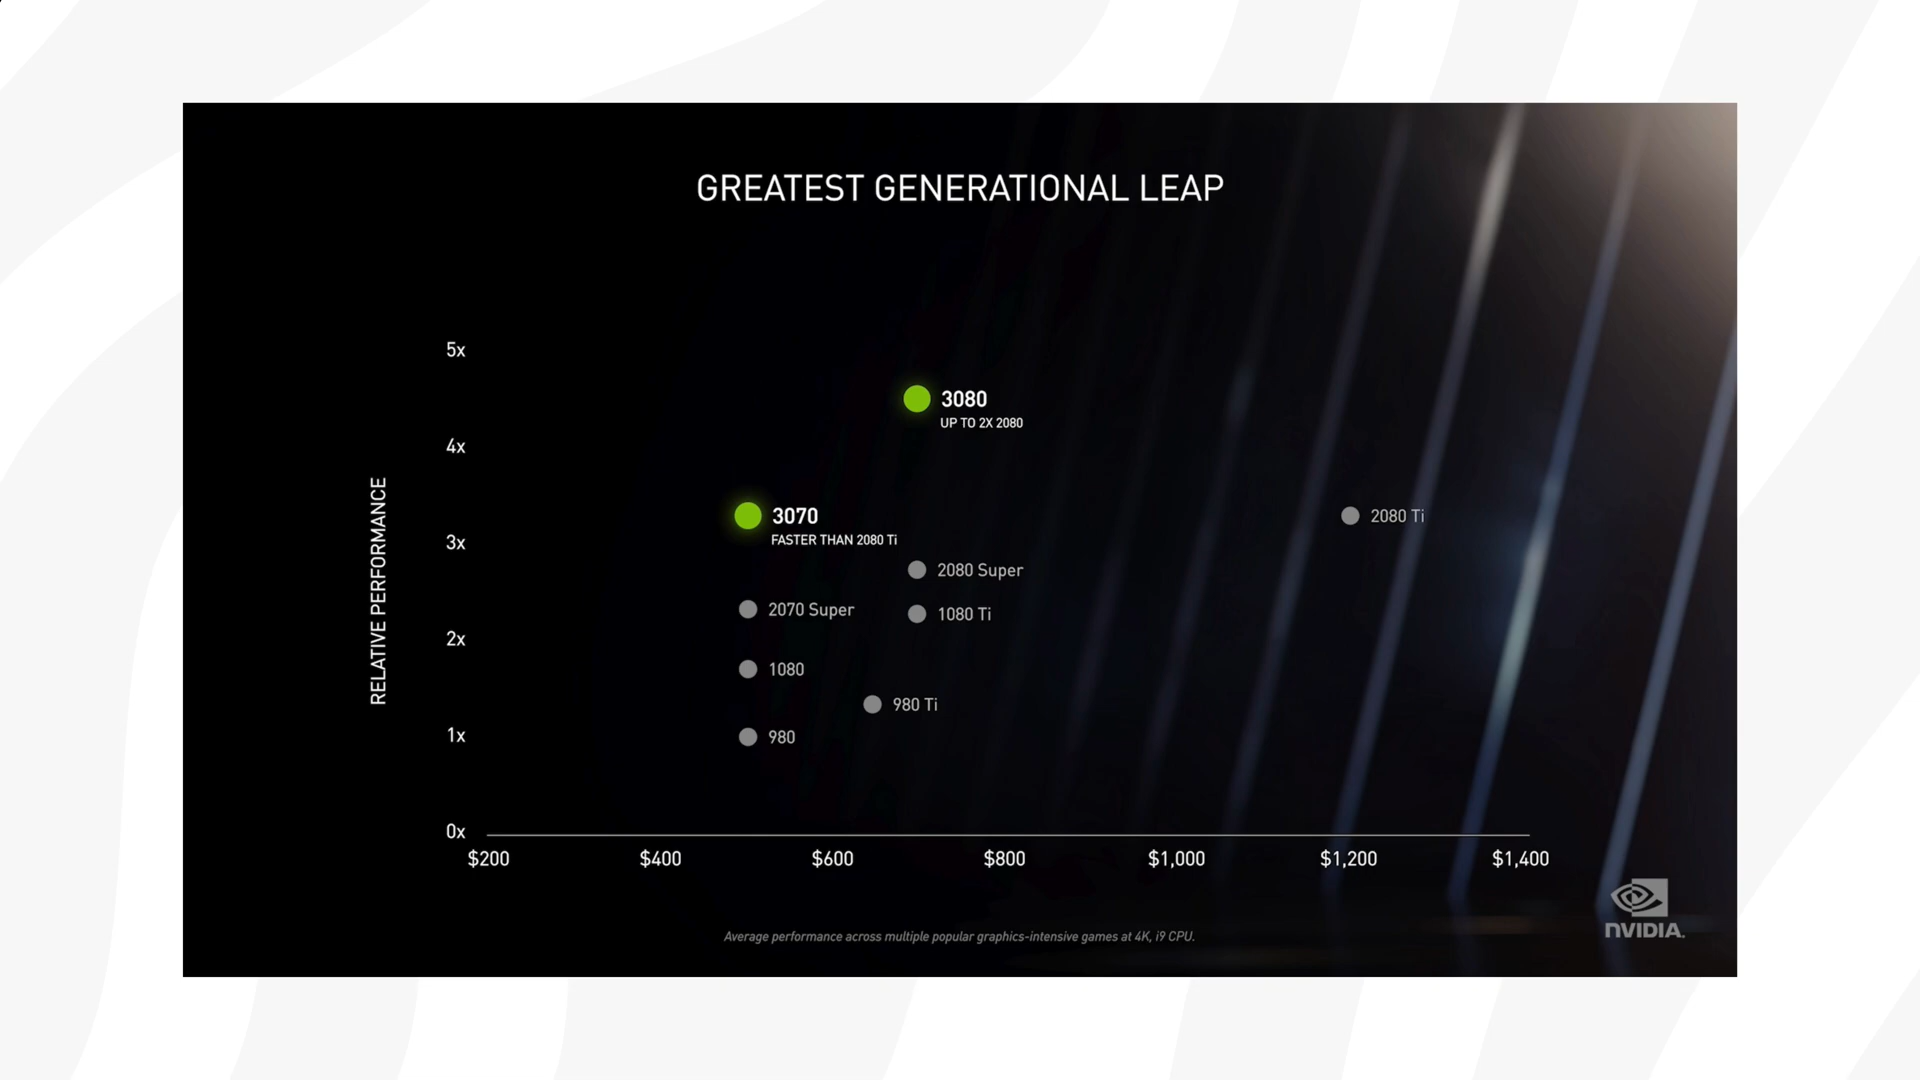 GREATEST GENERATIONAL LEAP
5x
3080
UP TO 2X 2080
4x
3070
FASTER THAN 2080 Ti
2080 Ti
3x
2080 Super
2070 Super
1080 Ti
2x
1080
980 Ti
1x
980
0x
RELATIVE PERFORMANCE
$200 $400 $600 $800 $1,000 $1,200 $1,400
Average performance across multiple popular graphics-intensive games at 4K, i9 CPU.
NVIDIA.